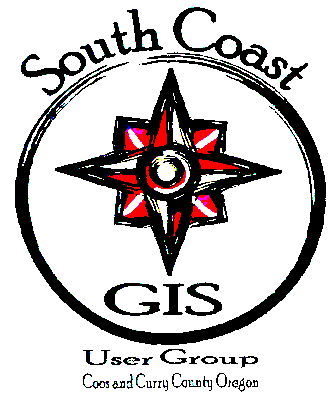 South Coast
GIS
User Group
Coos and Curry County Oregon